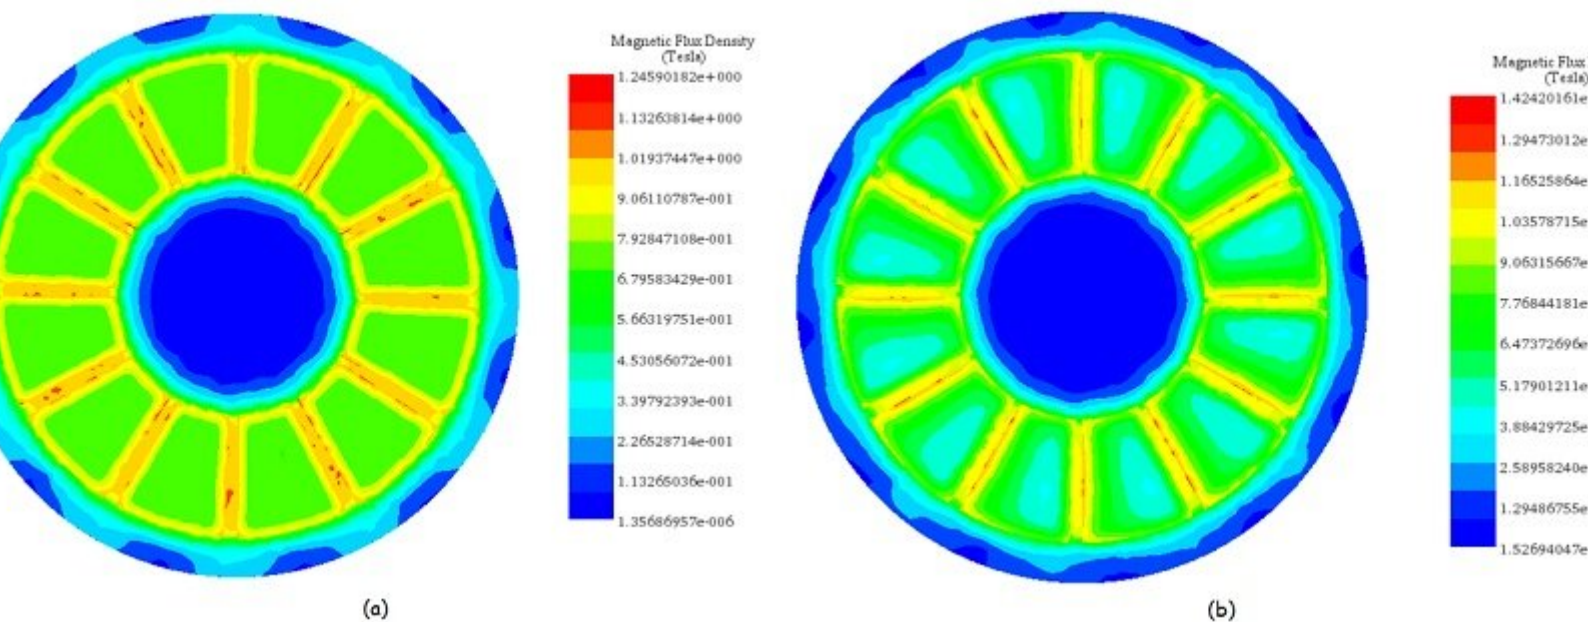 Magnetic Flux Density
(Tesla)
1.24590182e+000
1.13263814e+000
1.01937447e+000
9.06110787e-001
7.92847108e-001
6.79583429e-001
5.66319751e-001
4.53056072e-001
3.39792393e-001
2.26528714e-001
1.13265036e-001
1.35686957e-006
(a)
Magnetic Flux
(Tesla)
1.42420161e
1.29473012e
1.16525864e
1.03578715e
9.06315667e
7.76844181e
6.47372696e
5.17901211e
3.88429725e
2.58958240e
1.29486755e
1.52694047e
(b)